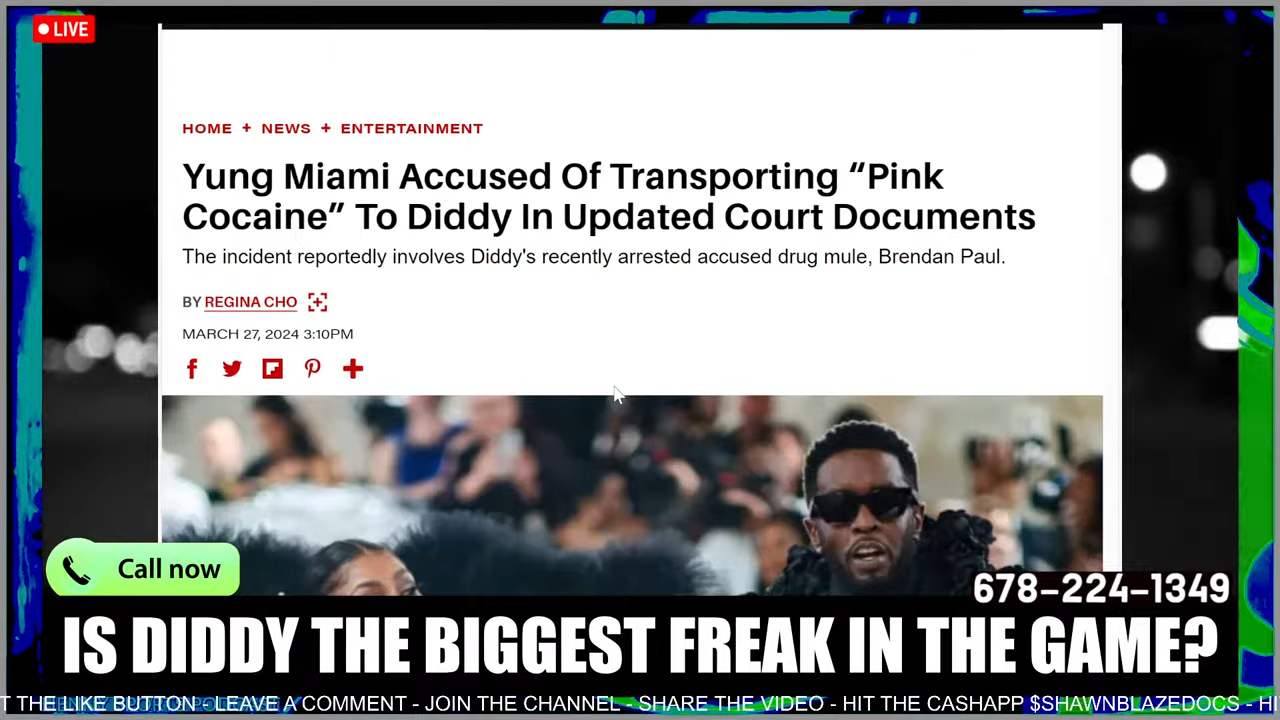 LIVE
HOME + NEWS + ENTERTAINMENT
Yung Miami Accused Of Transporting “Pink
Cocaine” To Diddy In Updated Court Documents
The incident reportedly involves Diddy's recently arrested accused drug mule, Brendan Paul.
BY REGINA CHO
MARCH 27, 2024 3:10PM
Call now
678-224-1349
IS DIDDY THE BIGGEST FREAK IN THE GAME?
T THE LIKE BUTTON - LEAVE A COMMENT - JOIN THE CHANNEL - SHARE THE VIDEO - HIT THE CASHAPP $SHAWNBLAZEDOCS - HI